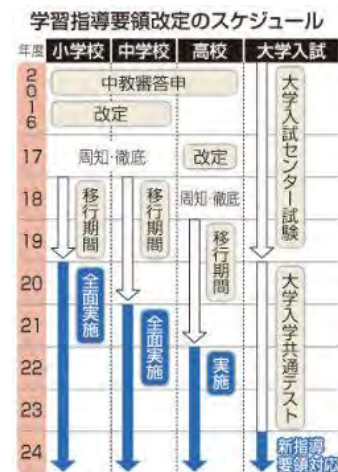 学習指導要領改定のスケジュール
年度 小学校 中学校 高校 大学入試
2016
中教審答申
改定
大学入試センター試験
17
周知・徹底
改定
18
移行期間
移行期間
周知・徹底
19
移行期間
20
全面実施
大学入学共通テスト
21
全面実施
22
実施
23
24
新指導
要領対応